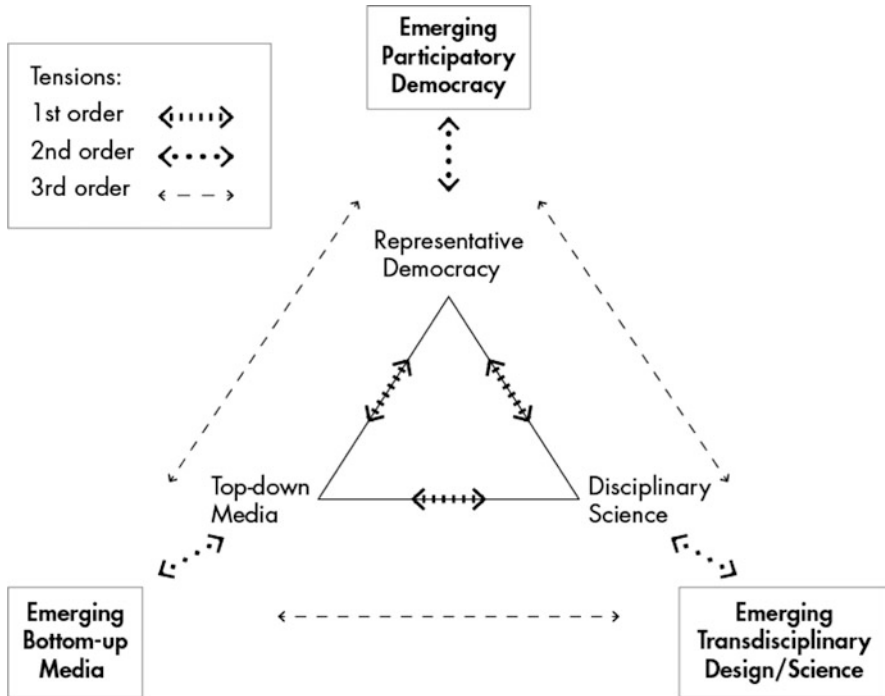 Emerging
Participatory
Democracy
Tensions:
1st order
2nd order
3rd order
Representative
Democracy
Top-down
Media
Disciplinary
Science
Emerging
Bottom-up
Media
Emerging
Transdisciplinary
Design/Science